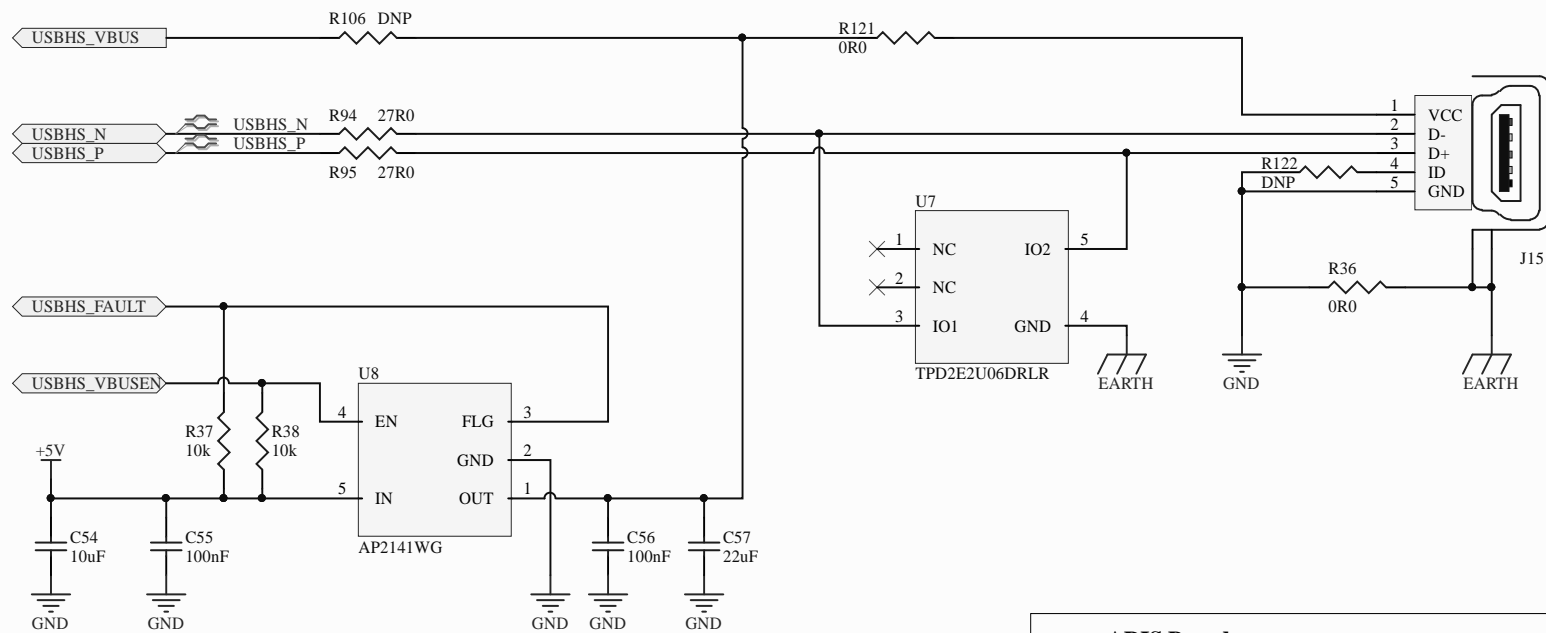 R106 DNP
USBHS_VBUS
R121
0R0
1 VCC
R94 27R0
USBHS_N
USBHS_N
2 D-
USBHS_P
USBHS_P
3 D+
R95 27R0
R122
DNP
4 ID
5 GND
U7
1 NC
IO2 5
2 NC
3 IO1
GND 4
TPD2E2U06DRLR
EARTH
J15
R36
0R0
GND
EARTH
USBHS_FAULT
USBHS_VBUSEN
U8
4 EN
FLG 3
R37
10k
R38
10k
GND 2
+5V
5 IN
OUT 1
AP2141WG
C54
10uF
C55
100nF
C56
100nF
C57
22uF
GND
GND
GND
GND
GND